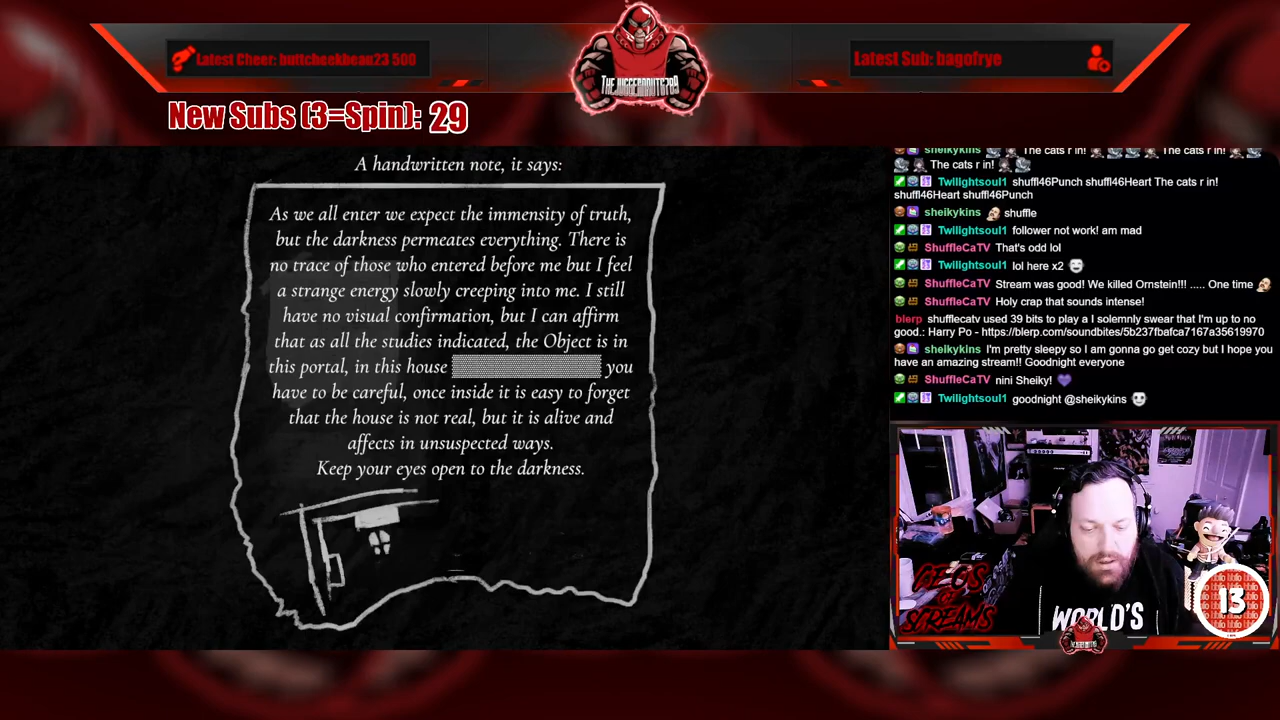 Latest Cheer: buttcheekbeau23 500
THEJUGGERNAUT6789
Latest Sub: bagofrye
New Subs (3=Spin): 29
A handwritten note, it says:
As we all enter we expect the immensity of truth,
but the darkness permeates everything. There is
no trace of those who entered before me but I feel
a strange energy slowly creeping into me. I still
have no visual confirmation, but I can affirm
that as all the studies indicated, the Object is in
this portal, in this house you
have to be careful, once inside it is easy to forget
that the house is not real, but it is alive and
affects in unsuspected ways.
Keep your eyes open to the darkness.
sheikykins The cats r in! The cats r in!
The cats r in!
Twilightsoul1 shuffl46Punch shuffl46Heart The cats r in!
shuffl46Heart shuffl46Punch
sheikykins shuffle
Twilightsoul1 follower not work! am mad
ShuffleCaTV That's odd lol
Twilightsoul1 lol here x2
ShuffleCaTV Stream was good! We killed Ornstein!!! ..... One time
ShuffleCaTV Holy crap that sounds intense!
blerp shufflecatv used 39 bits to play a I solemnly swear that I'm up to no
good.: Harry Po - https://blerp.com/soundbites/5b237fbafca7167a35619970
sheikykins I'm pretty sleepy so I am gonna go get cozy but I hope you
have an amazing stream!! Goodnight everyone
ShuffleCaTV nini Sheiky!
Twilightsoul1 goodnight @sheikykins
SCREAMS
WORLD'S
13